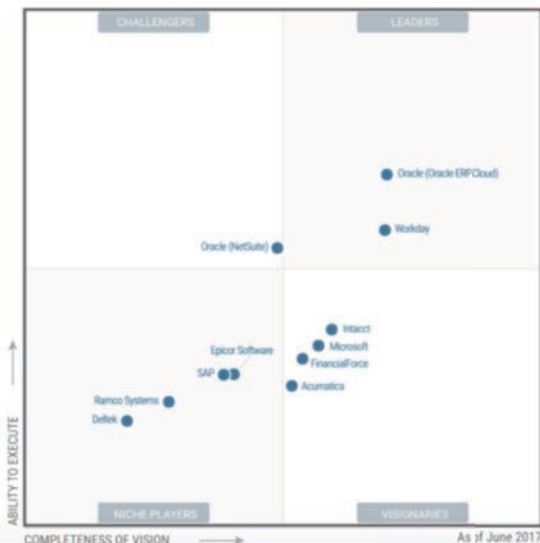 CHALLENGERS
LEADERS
Oracle (Oracle ERP Cloud)
Workday
Oracle (NetSuite)
Intacct
Microsoft
Epicor Software
FinancialForce
SAP
Acumatica
Ramco Systems
Deltek
ABILITY TO EXECUTE
NICHE PLAYERS
VISIONARIES
COMPLETENESS OF VISION
As of June 2017